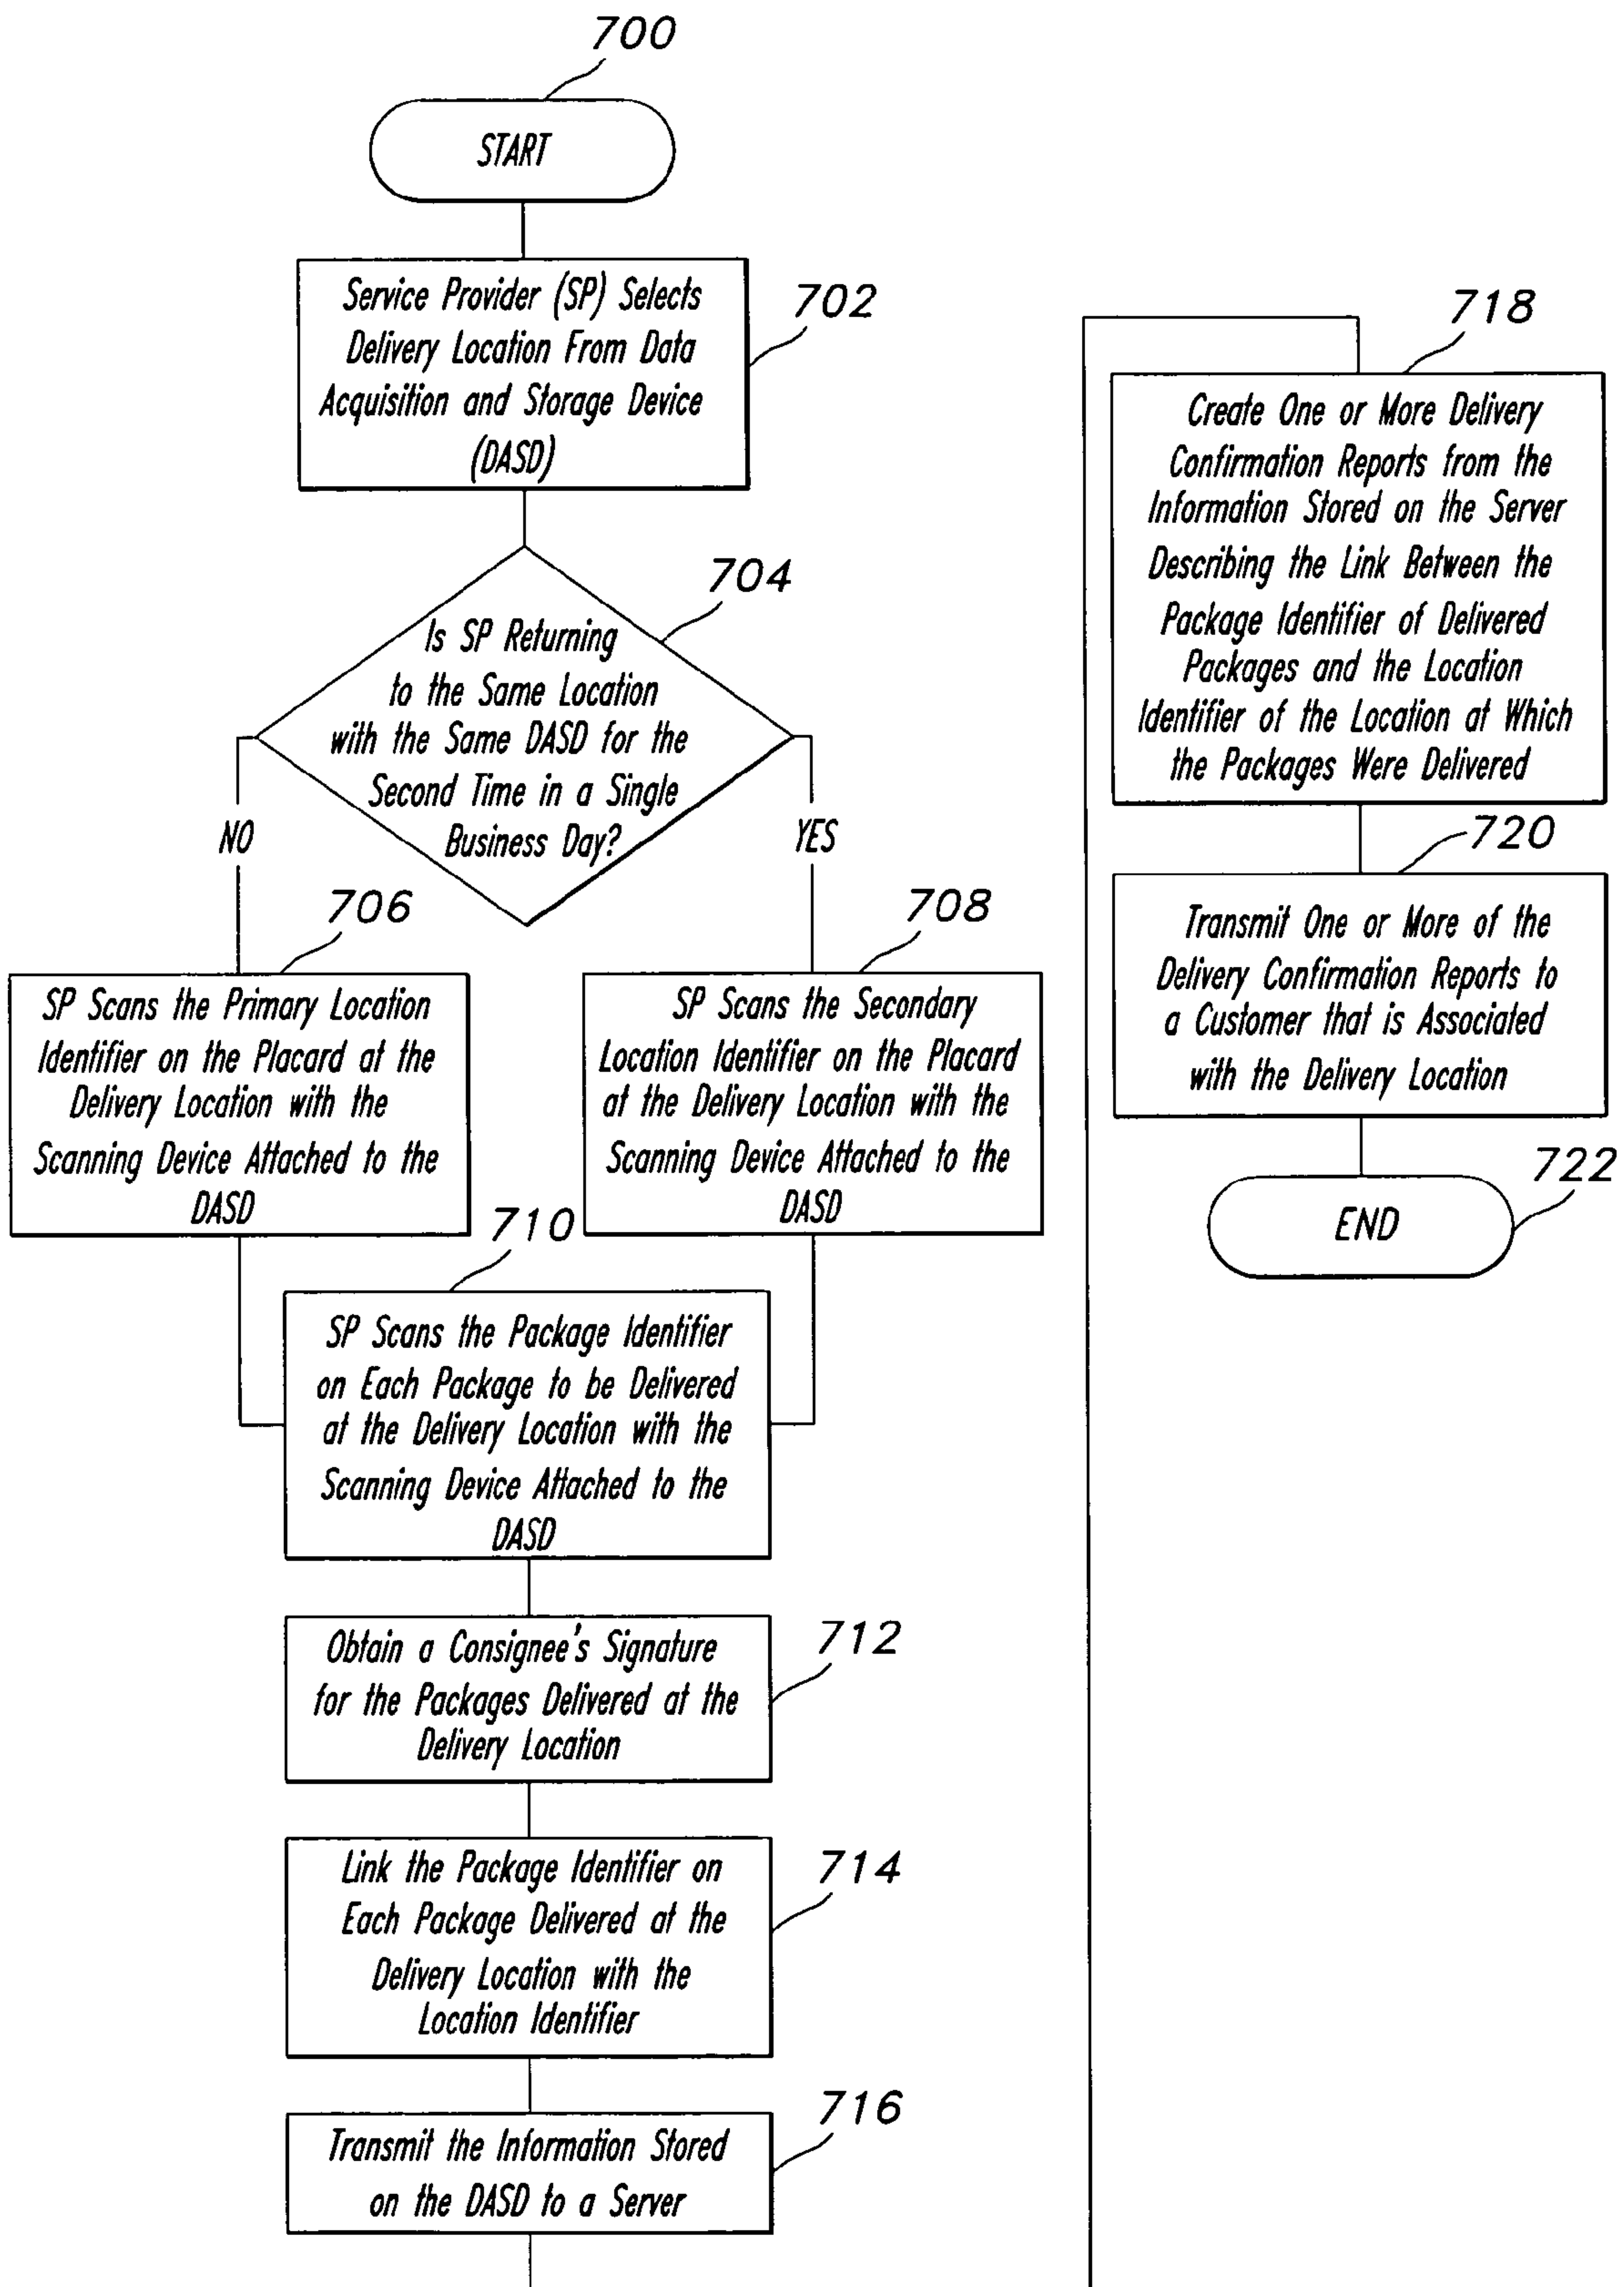 700
START
702
Service Provider (SP) Selects
Delivery Location From Data
Acquisition and Storage Device
(DASD)
704
Is SP Returning
to the Same Location
with the Same DASD for the
Second Time in a Single
Business Day?
NO
YES
706
SP Scans the Primary Location
Identifier on the Placard at the
Delivery Location with the
Scanning Device Attached to the
DASD
708
SP Scans the Secondary
Location Identifier on the Placard
at the Delivery Location with the
Scanning Device Attached to the
DASD
710
SP Scans the Package Identifier
on Each Package to be Delivered
at the Delivery Location with the
Scanning Device Attached to the
DASD
712
Obtain a Consignee's Signature
for the Packages Delivered at the
Delivery Location
714
Link the Package Identifier on
Each Package Delivered at the
Delivery Location with the
Location Identifier
716
Transmit the Information Stored
on the DASD to a Server
718
Create One or More Delivery
Confirmation Reports from the
Information Stored on the Server
Describing the Link Between the
Package Identifier of Delivered
Packages and the Location
Identifier of the Location at Which
the Packages Were Delivered
720
Transmit One or More of the
Delivery Confirmation Reports to
a Customer that is Associated
with the Delivery Location
722
END